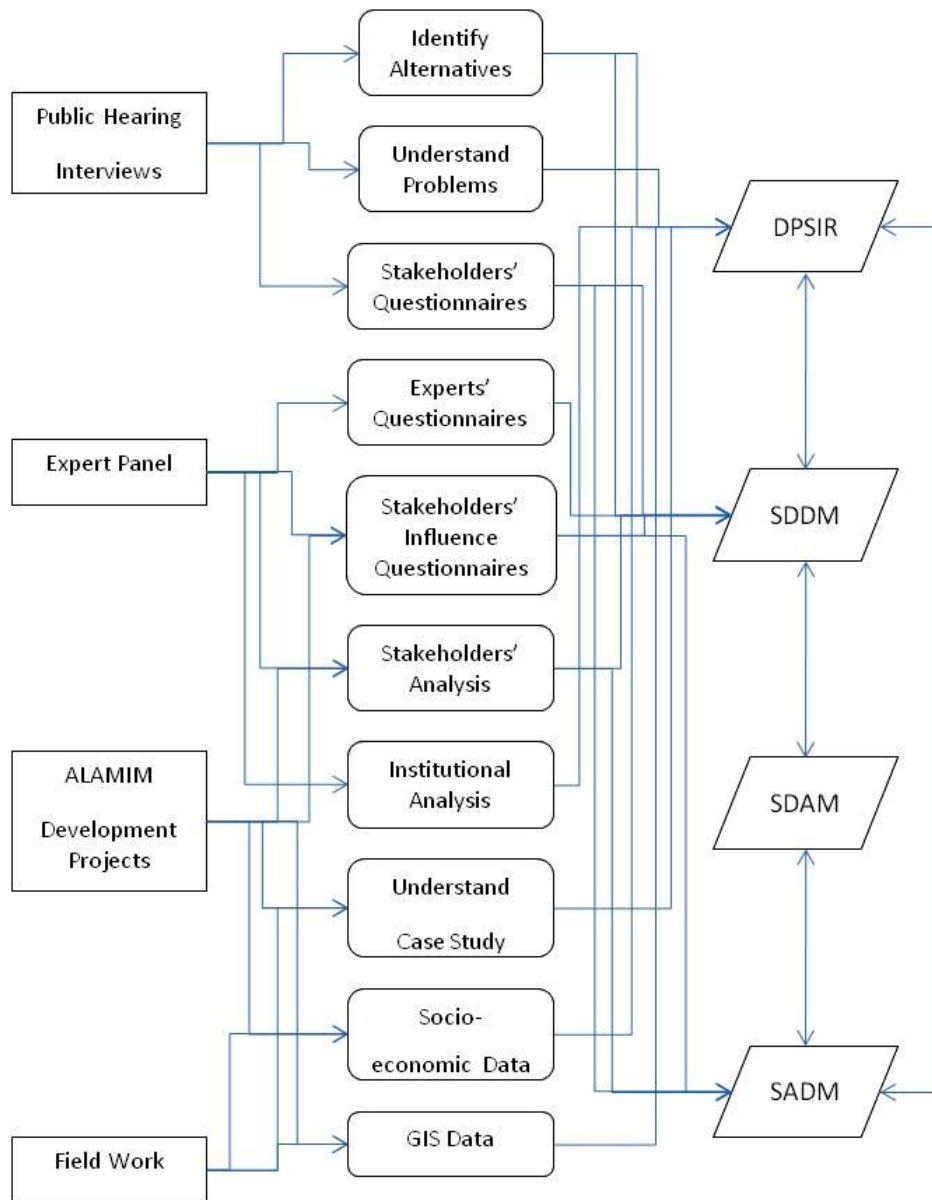 Public Hearing
Interviews
Expert Panel
ALAMIM
Development
Projects
Field Work
Identify
Alternatives
Understand
Problems
Stakeholders'
Questionnaires
Experts'
Questionnaires
Stakeholders'
Influence
Questionnaires
Stakeholders'
Analysis
Institutional
Analysis
Understand
Case Study
Socio-
economic Data
GIS Data
DPSIR
SDDM
SDAM
SADM